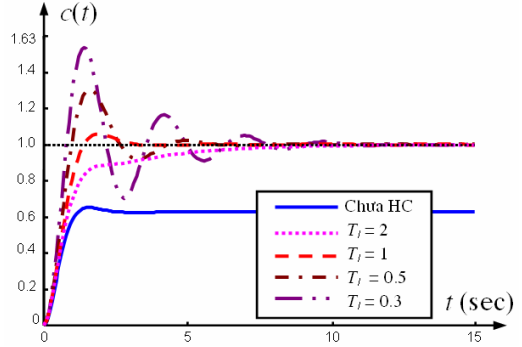 c(t)
1.63
1.4
1.2
1.0
0.8
0.6
0.4
0.2
0
Chưa HC
T_I = 2
T_I = 1
T_I = 0.5
T_I = 0.3
t (sec)
0 5 10 15